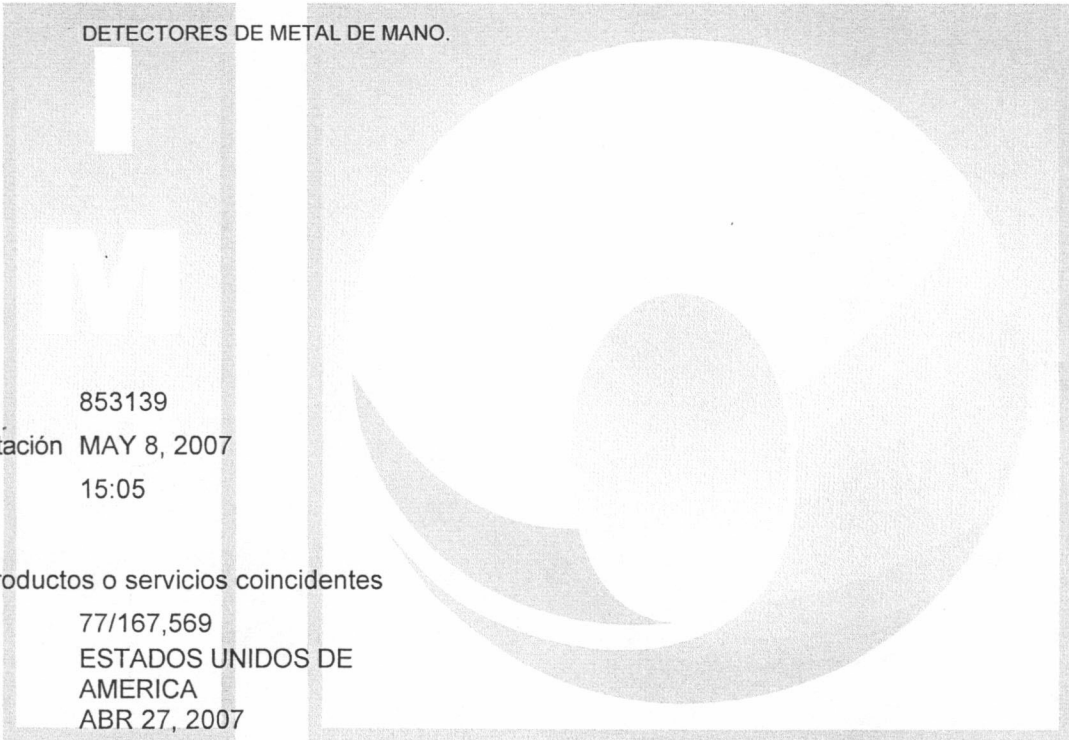 DETECTORES DE METAL DE MANO.
I
M
853139
tación MAY 8, 2007
15:05
roductos o servicios coincidentes
77/167,569
ESTADOS UNIDOS DE
AMERICA
ABR 27, 2007